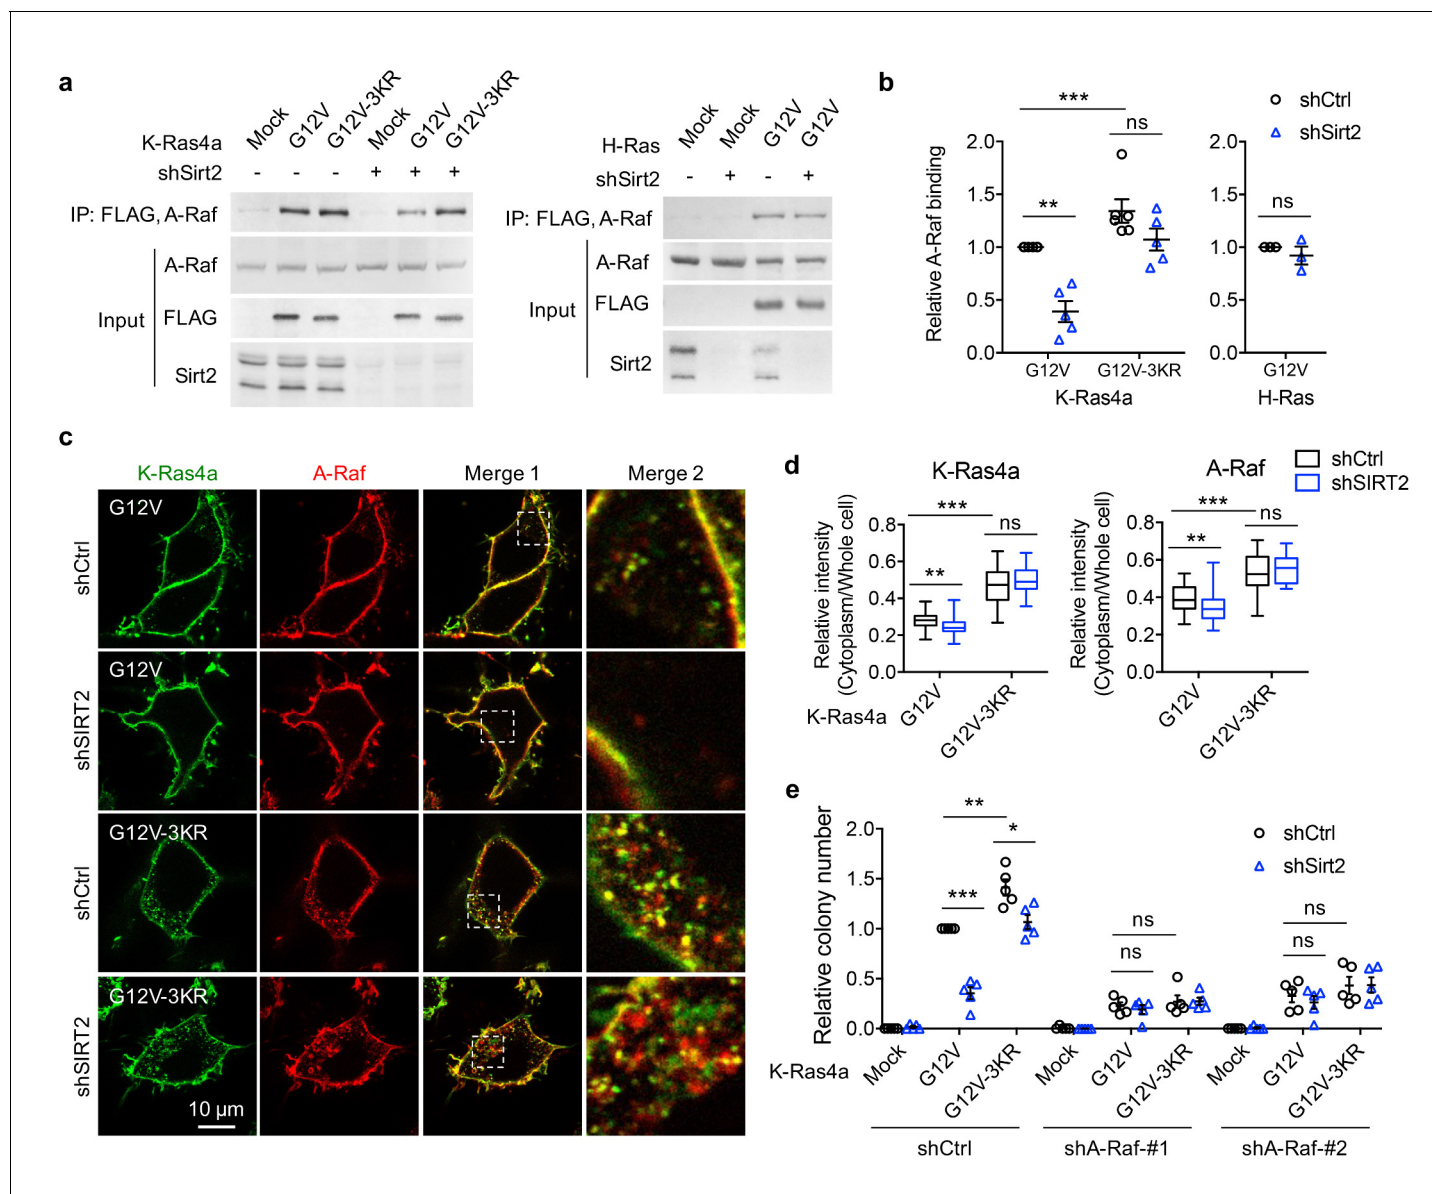 a
K-Ras4a
Mock
G12V
G12V-3KR
Mock
G12V
G12V-3KR
shSirt2
- - - + + +
IP: FLAG, A-Raf
A-Raf
Input
FLAG
Sirt2
H-Ras
Mock
Mock
G12V
G12V
shSirt2
- + - +
IP: FLAG, A-Raf
A-Raf
Input
FLAG
Sirt2
b
shCtrl
shSirt2
Relative A-Raf binding
2.0
1.5
1.0
0.5
0.0
***
ns
**
G12V G12V-3KR
K-Ras4a
2.0
1.5
1.0
0.5
0.0
ns
G12V
H-Ras
c
K-Ras4a A-Raf Merge 1 Merge 2
shCtrl
G12V
shSIRT2
G12V
shCtrl
G12V-3KR
shSIRT2
G12V-3KR
10 µm
d
K-Ras4a
Relative intensity
(Cytoplasm/Whole cell)
0.8
0.6
0.4
0.2
0.0
***
ns
**
K-Ras4a
G12V
G12V-3KR
A-Raf
shCtrl
shSIRT2
Relative intensity
(Cytoplasm/Whole cell)
0.8
0.6
0.4
0.2
0.0
***
ns
**
G12V
G12V-3KR
e
shCtrl
shSirt2
Relative colony number
2.0
1.5
1.0
0.5
0.0
**
*
***
ns
ns
ns
ns
K-Ras4a
Mock
G12V
G12V-3KR
Mock
G12V
G12V-3KR
Mock
G12V
G12V-3KR
shCtrl
shA-Raf-#1
shA-Raf-#2